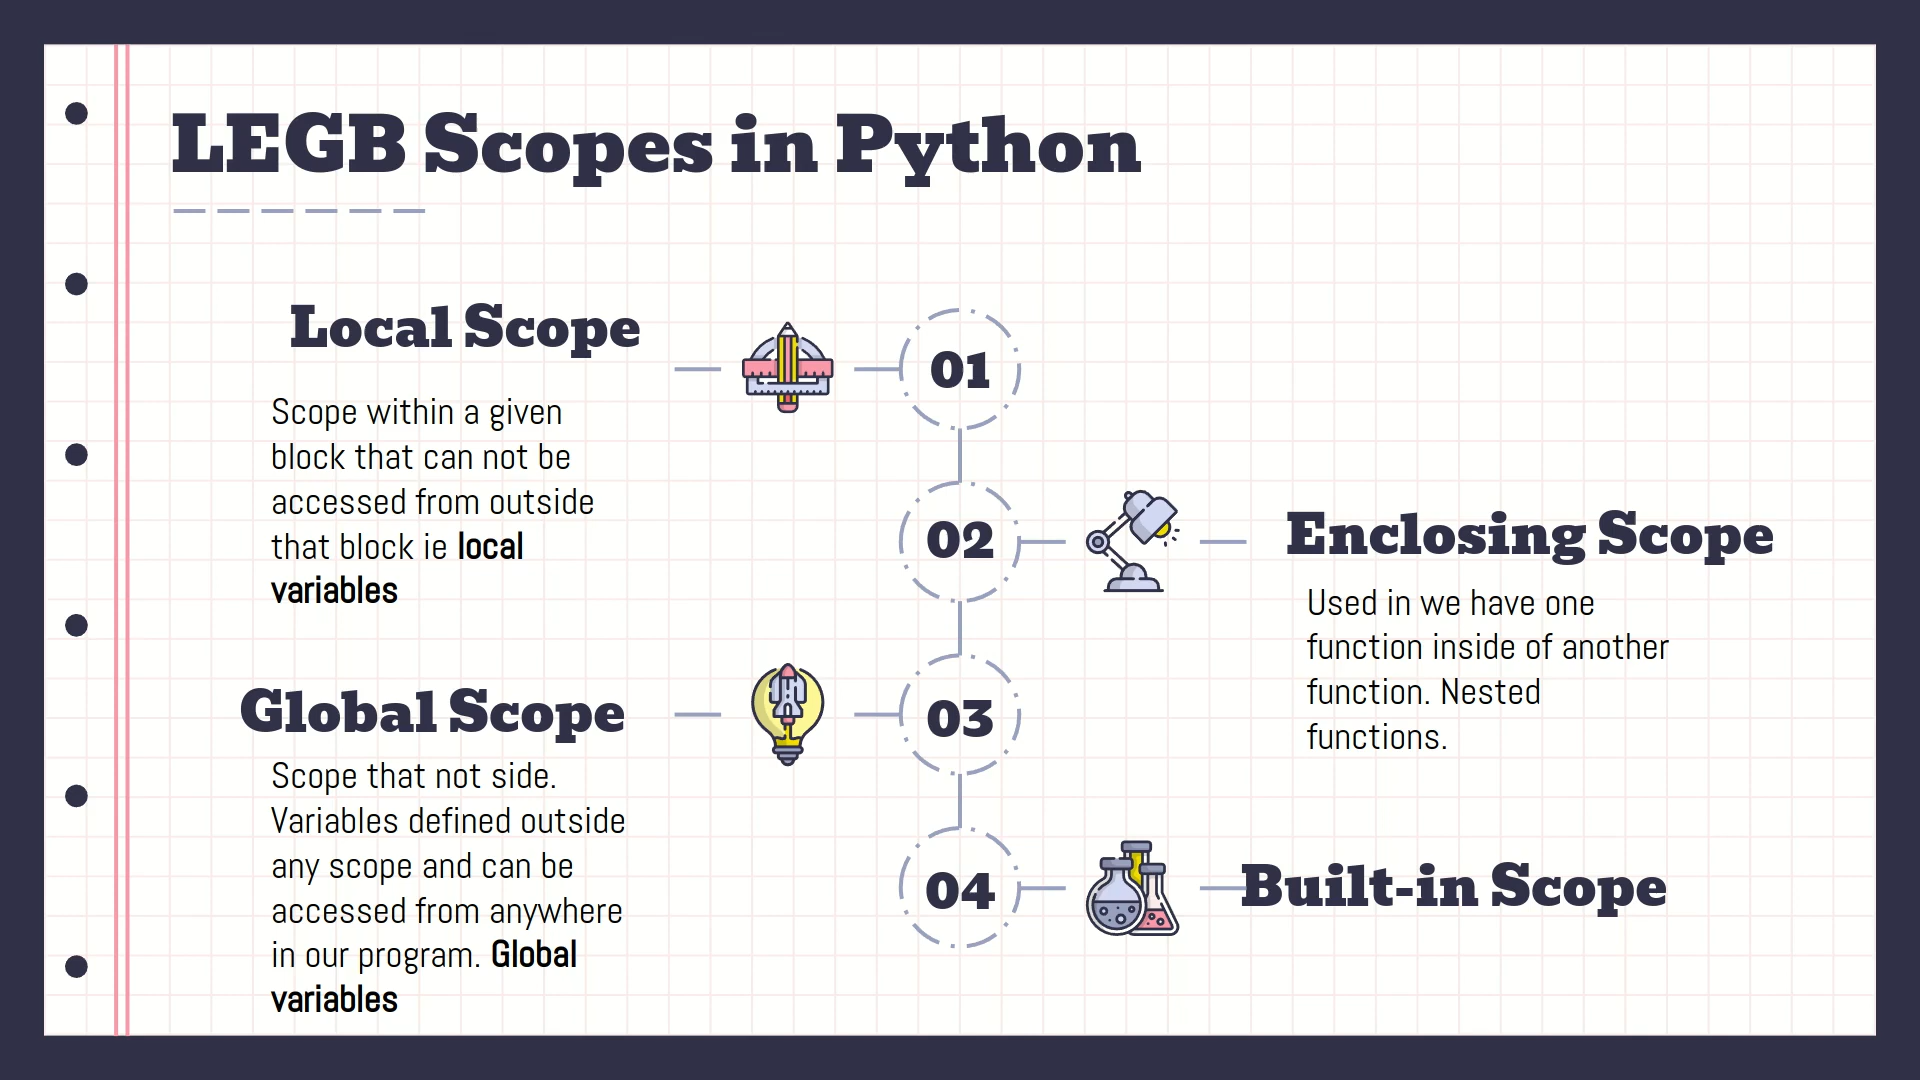 LEGB Scopes in Python
Local Scope
01
Scope within a given
block that can not be
accessed from outside
that block ie local
variables
02
Enclosing Scope
Used in we have one
function inside of another
function. Nested
functions.
Global Scope
03
Scope that not side.
Variables defined outside
any scope and can be
accessed from anywhere
in our program. Global
variables
04
Built-in Scope